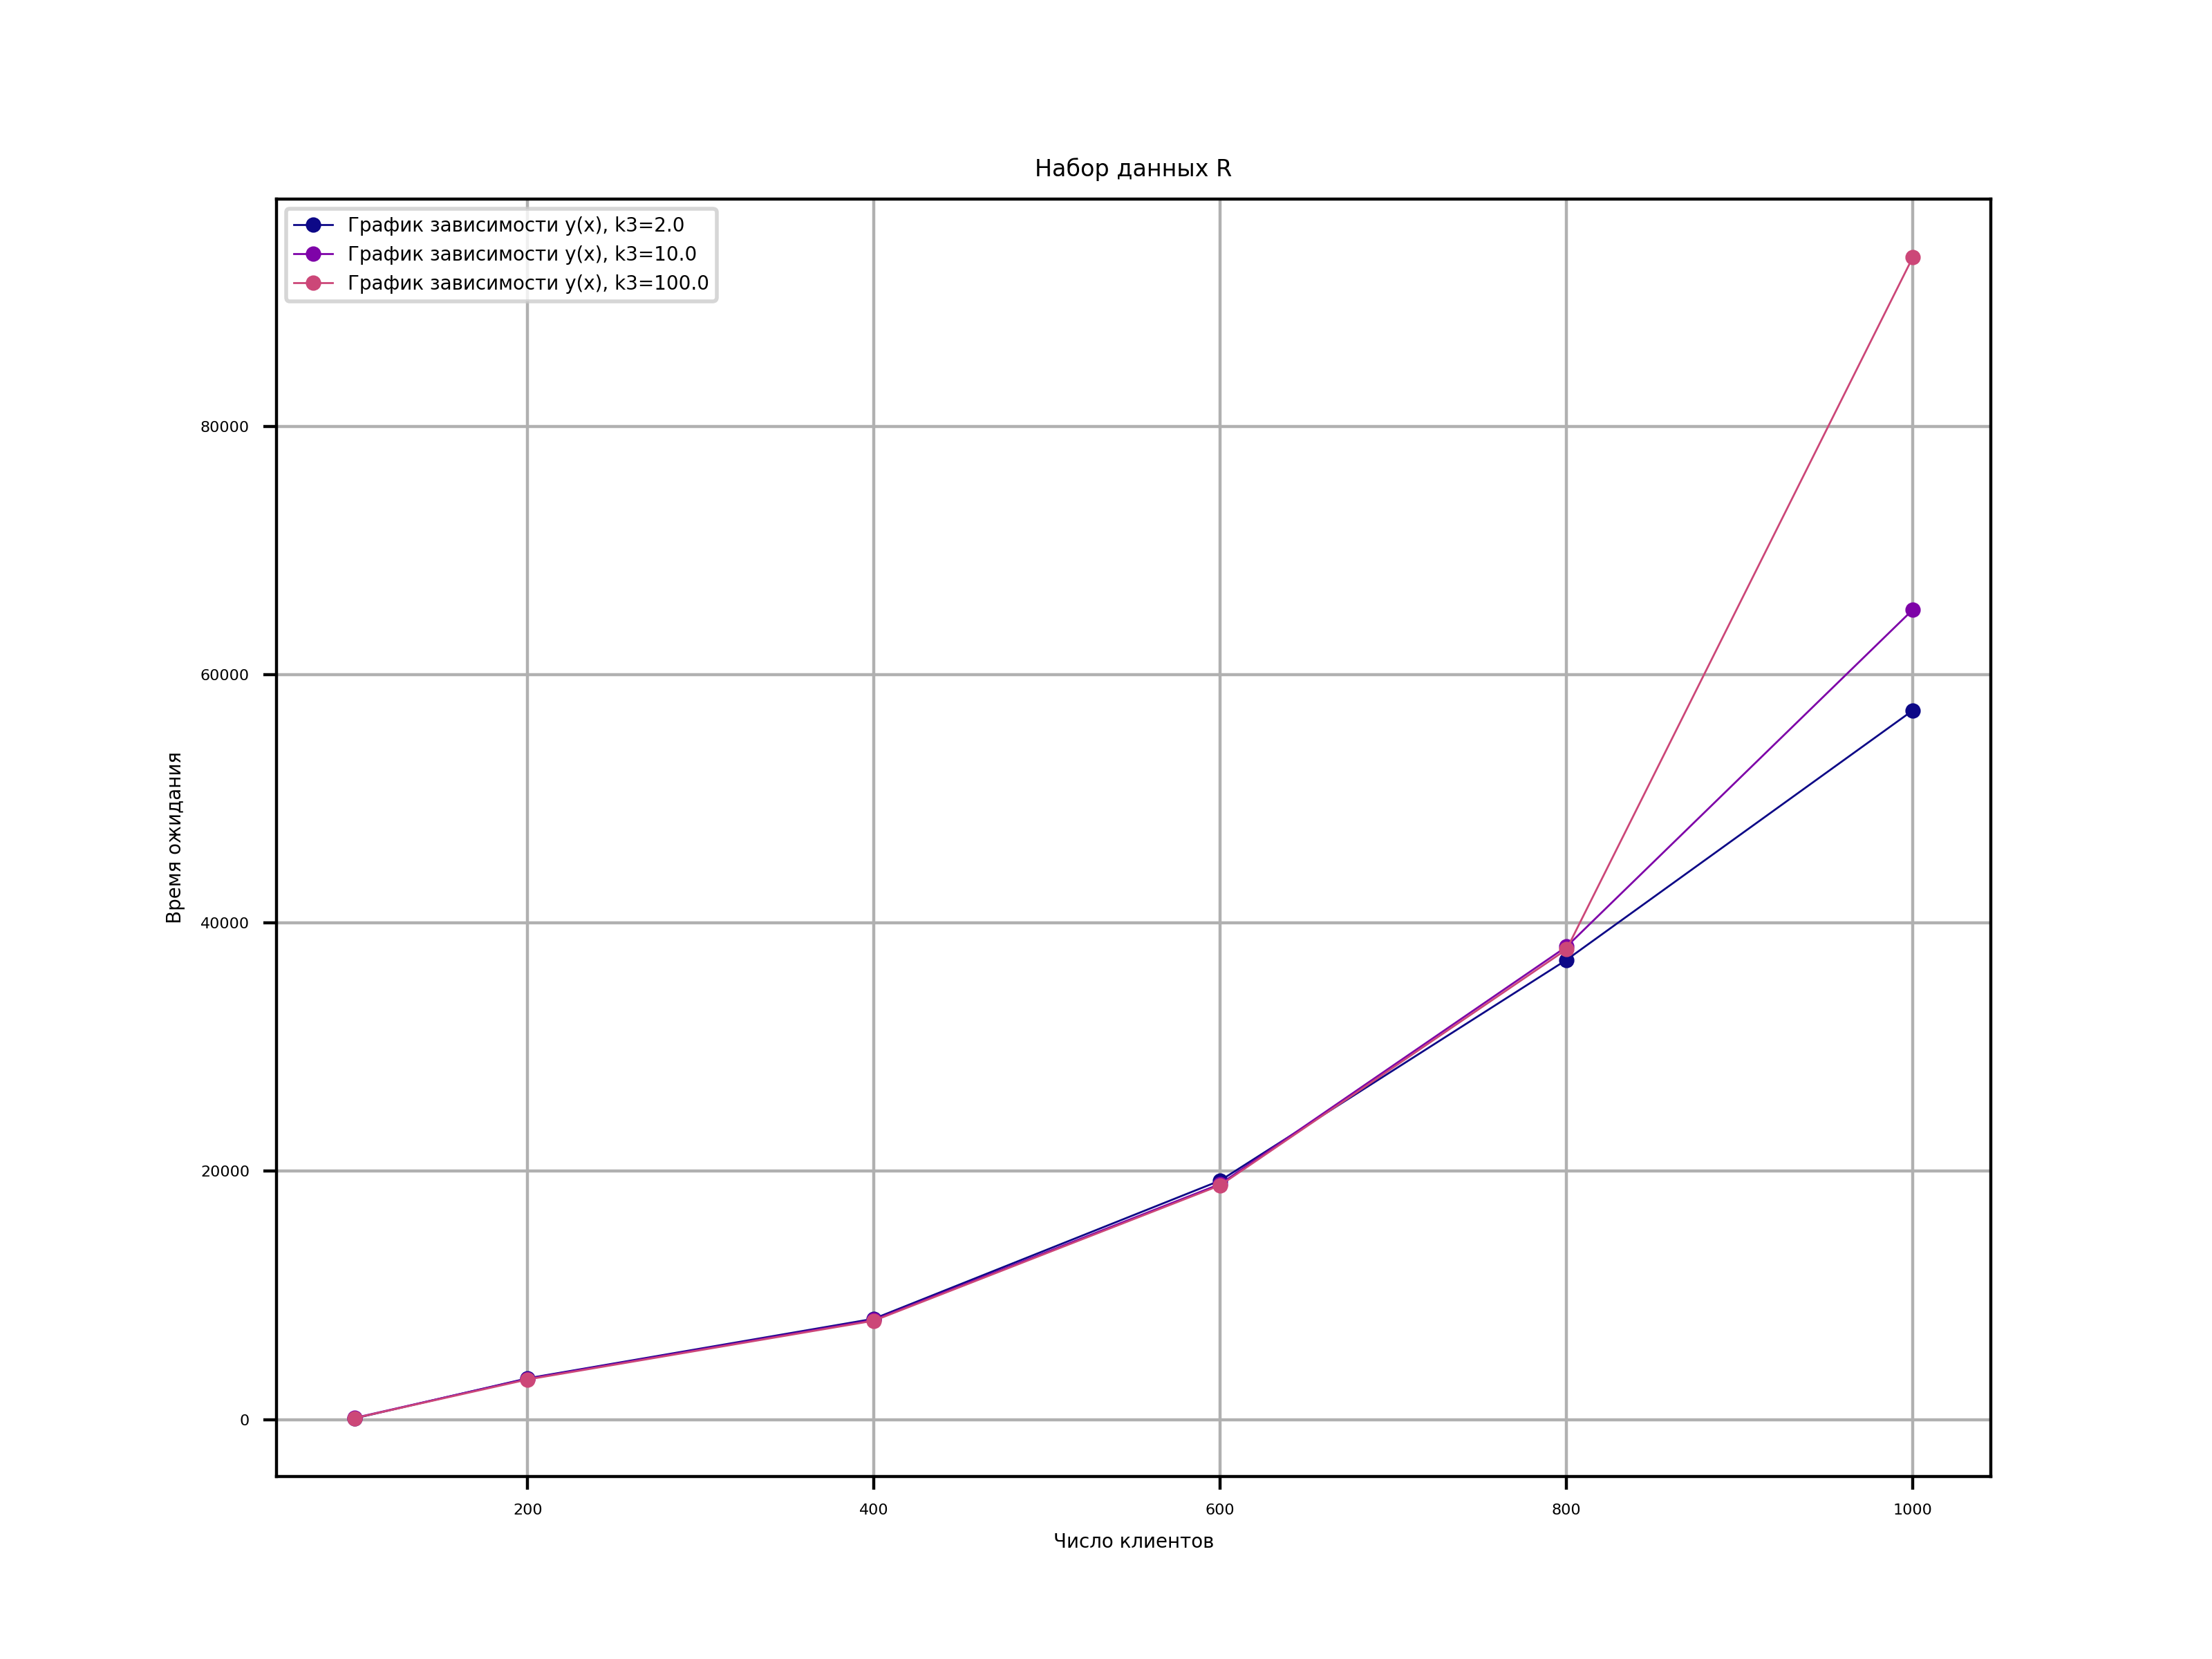 Набор данных R
График зависимости y(x), k3=2.0
График зависимости y(x), k3=10.0
График зависимости y(x), k3=100.0
80000
60000
40000
20000
0
Время ожидания
200 400 600 800 1000
Число клиентов